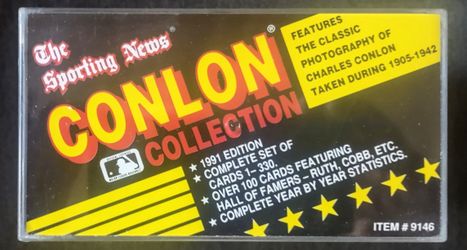 The
Sporting News®
CONLON®
COLLECTION
FEATURES
THE CLASSIC
PHOTOGRAPHY OF
CHARLES CONLON
TAKEN DURING 1905-1942
★ 1991 EDITION
★ COMPLETE SET OF
CARDS 1-330.
★ OVER 100 CARDS FEATURING
HALL OF FAMERS - RUTH, COBB, ETC.
★ COMPLETE YEAR BY YEAR STATISTICS.
ITEM # 9146